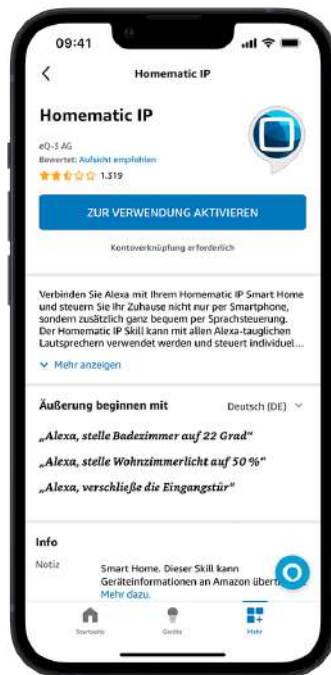 09:41
Homematic IP
Homematic IP
eQ-3 AG
Bewertet: Aufsicht empfohlen
1.319
ZUR VERWENDUNG AKTIVIEREN
Kontoverknüpfung erforderlich
Verbinden Sie Alexa mit Ihrem Homematic IP Smart Home
und steuern Sie Ihr Zuhause nicht nur per Smartphone,
sondern zusätzlich ganz bequem per Sprachsteuerung.
Der Homematic IP Skill kann mit allen Alexa-tauglichen
Lautsprechern verwendet werden und steuert individuel...
Mehr anzeigen
Äußerung beginnen mit Deutsch (DE)
„Alexa, stelle Badezimmer auf 22 Grad“
„Alexa, stelle Wohnzimmerlicht auf 50 %“
„Alexa, verschließe die Eingangstür“
Info
Notiz Smart Home. Dieser Skill kann
Geräteinformationen an Amazon übert
Mehr dazu.
Startseite Geräte Mehr